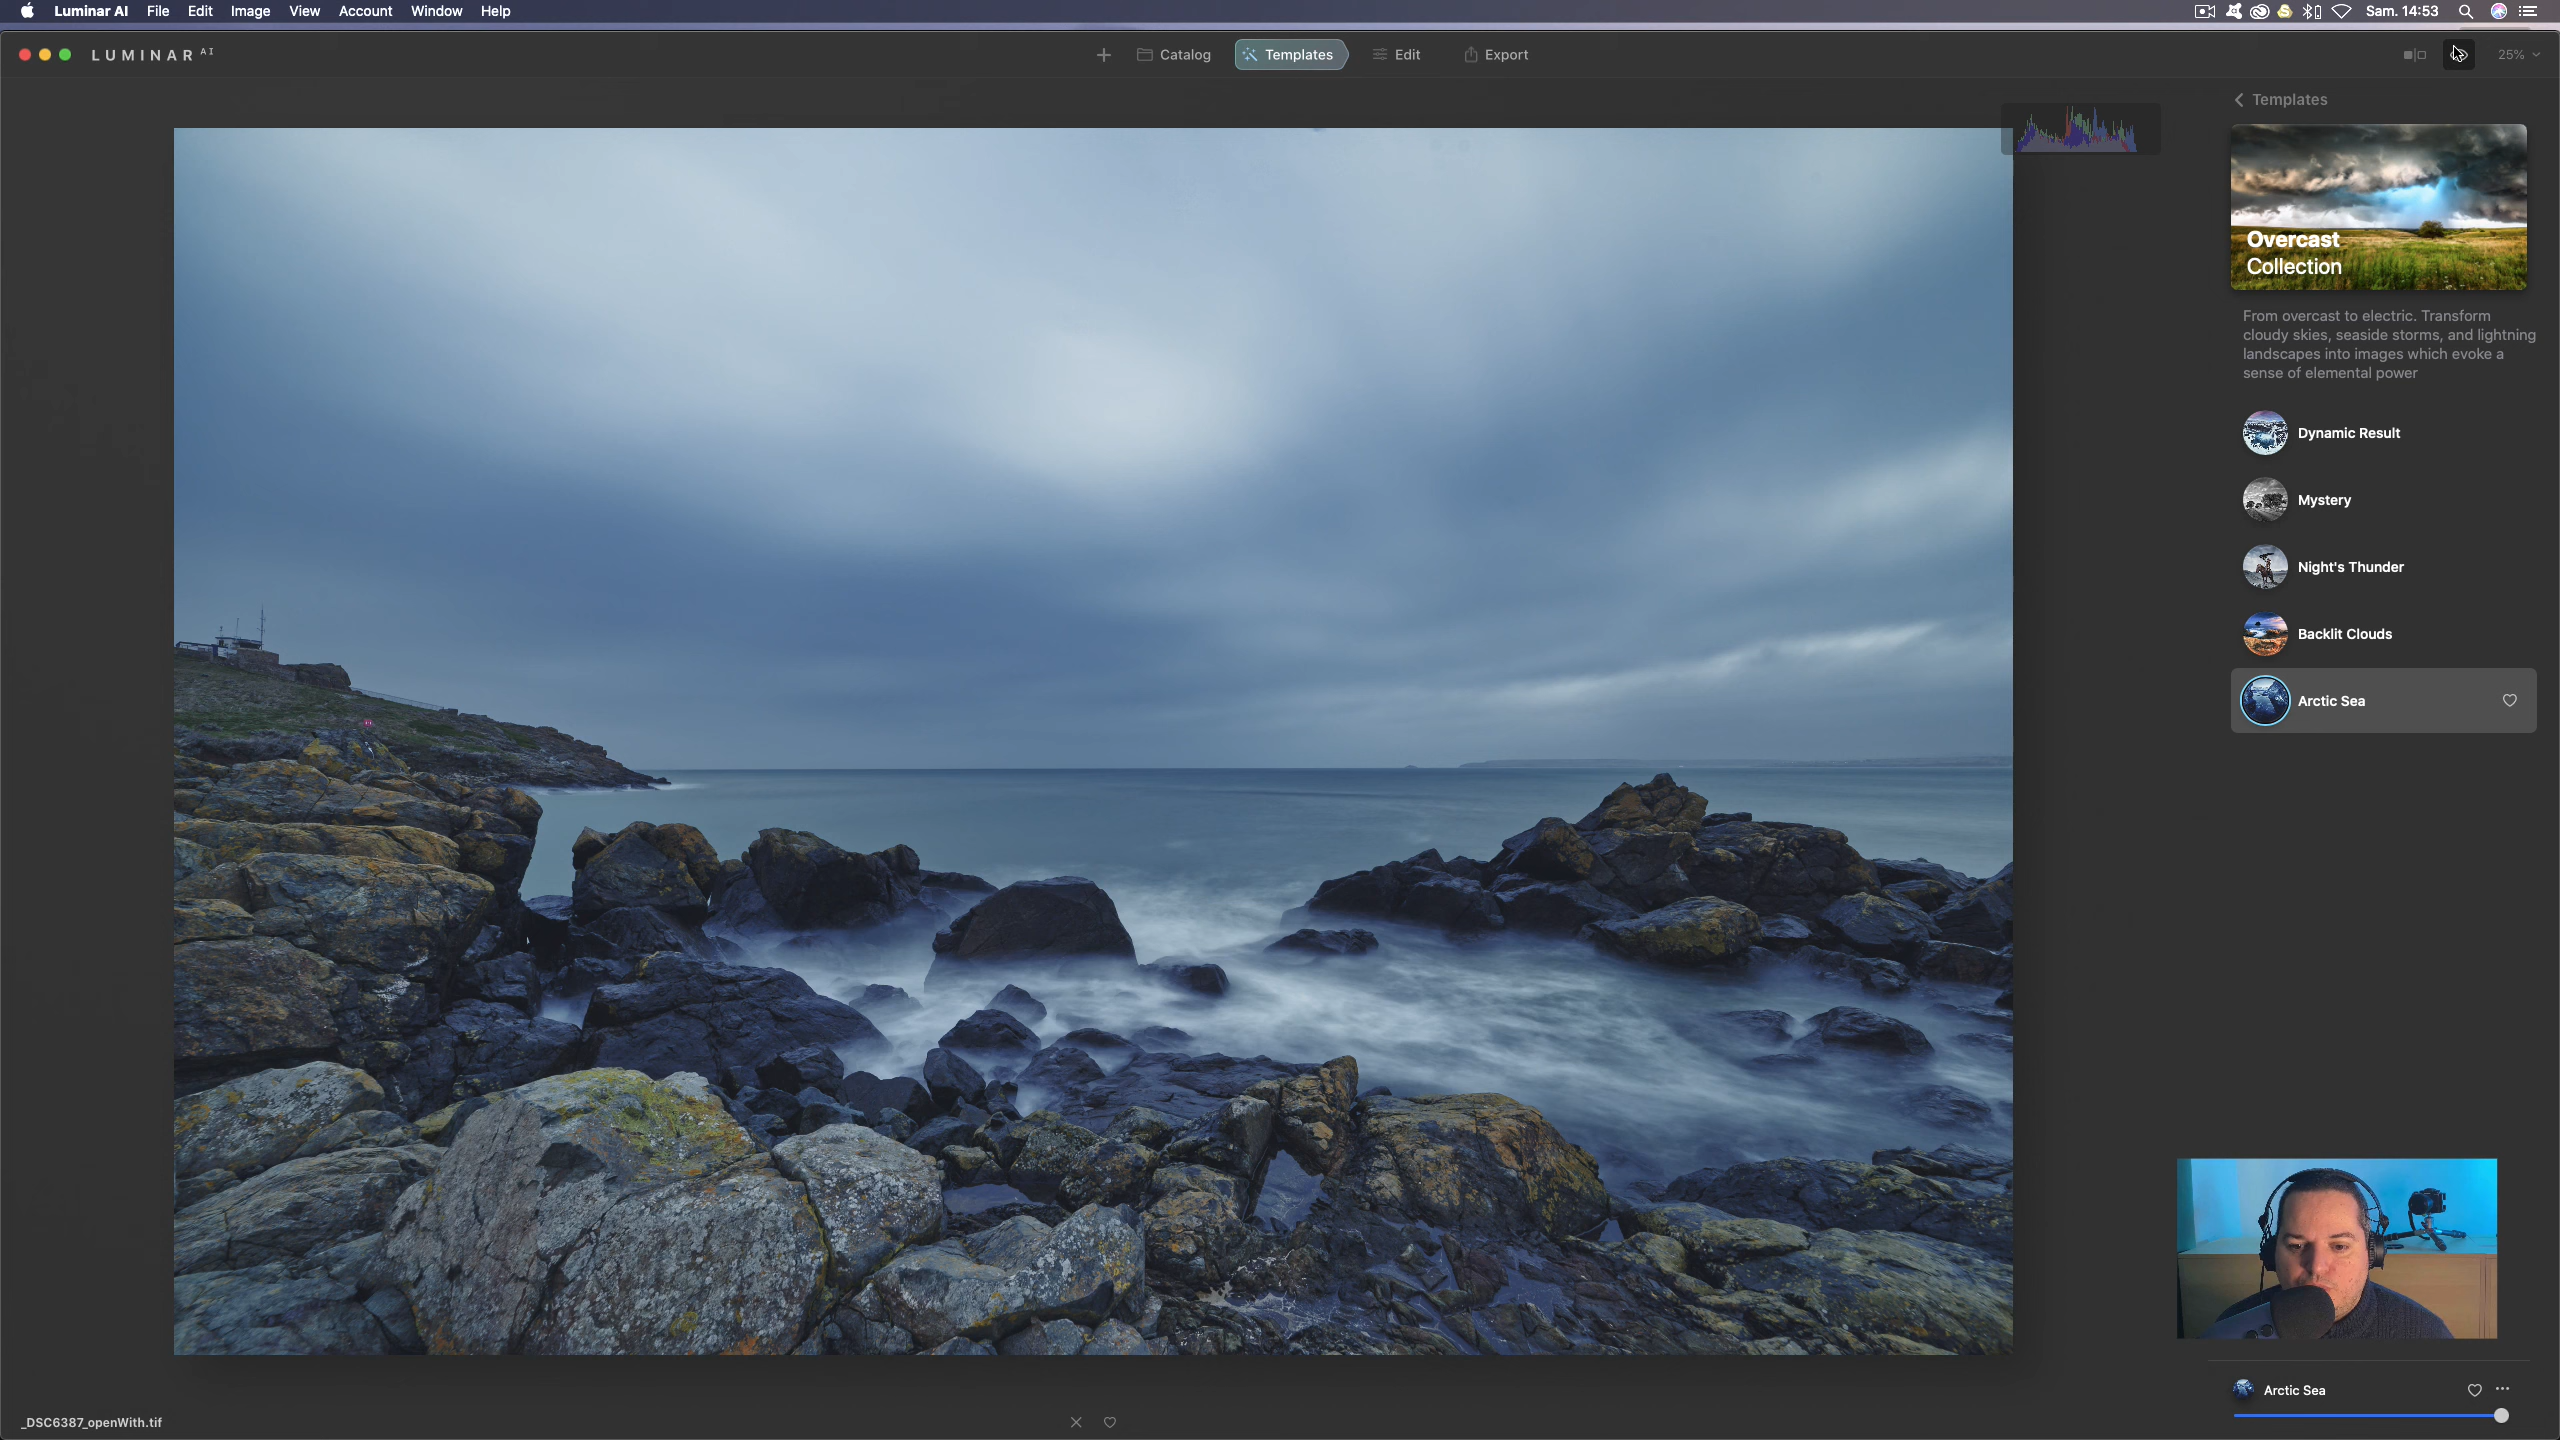 Luminar AI File Edit Image View Account Window Help Sam. 14:53
LUMINAR AI + Catalog Templates Edit Export 25%
Templates
Overcast
Collection
From overcast to electric. Transform
cloudy skies, seaside storms, and lightning
landscapes into images which evoke a
sense of elemental power
Dynamic Result
Mystery
Night's Thunder
Backlit Clouds
Arctic Sea
Arctic Sea
_DSC6387_openWith.tif